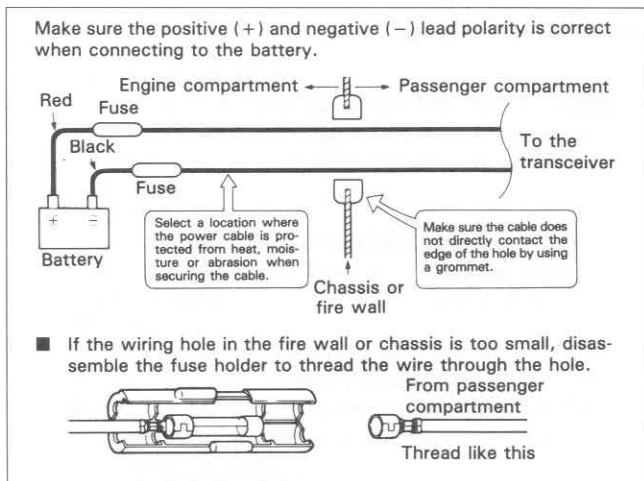 Make sure the positive (+) and negative (−) lead polarity is correct
when connecting to the battery.
Engine compartment
Passenger compartment
Red
Fuse
Black
Fuse
To the
transceiver
+ −
Battery
Select a location where
the power cable is pro-
tected from heat, mois-
ture or abrasion when
securing the cable.
Make sure the cable does
not directly contact the
edge of the hole by using
a grommet.
Chassis or
fire wall
■ If the wiring hole in the fire wall or chassis is too small, disas-
semble the fuse holder to thread the wire through the hole.
From passenger
compartment
Thread like this